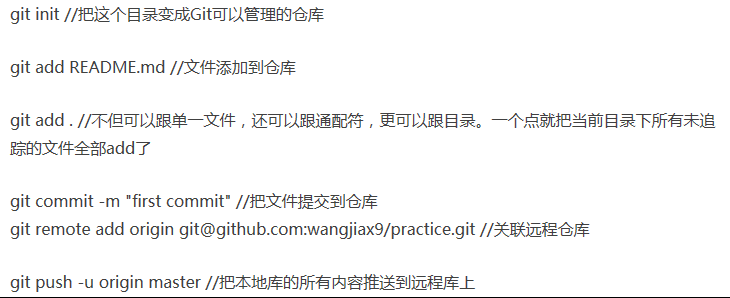 git init //把这个目录变成Git可以管理的仓库
git add README.md //文件添加到仓库
git add . //不但可以跟单一文件，还可以跟通配符，更可以跟目录。一个点就把当前目录下所有未追
踪的文件全部add了
git commit -m "first commit" //把文件提交到仓库
git remote add origin git@github.com:wangjiax9/practice.git //关联远程仓库
git push -u origin master //把本地库的所有内容推送到远程库上